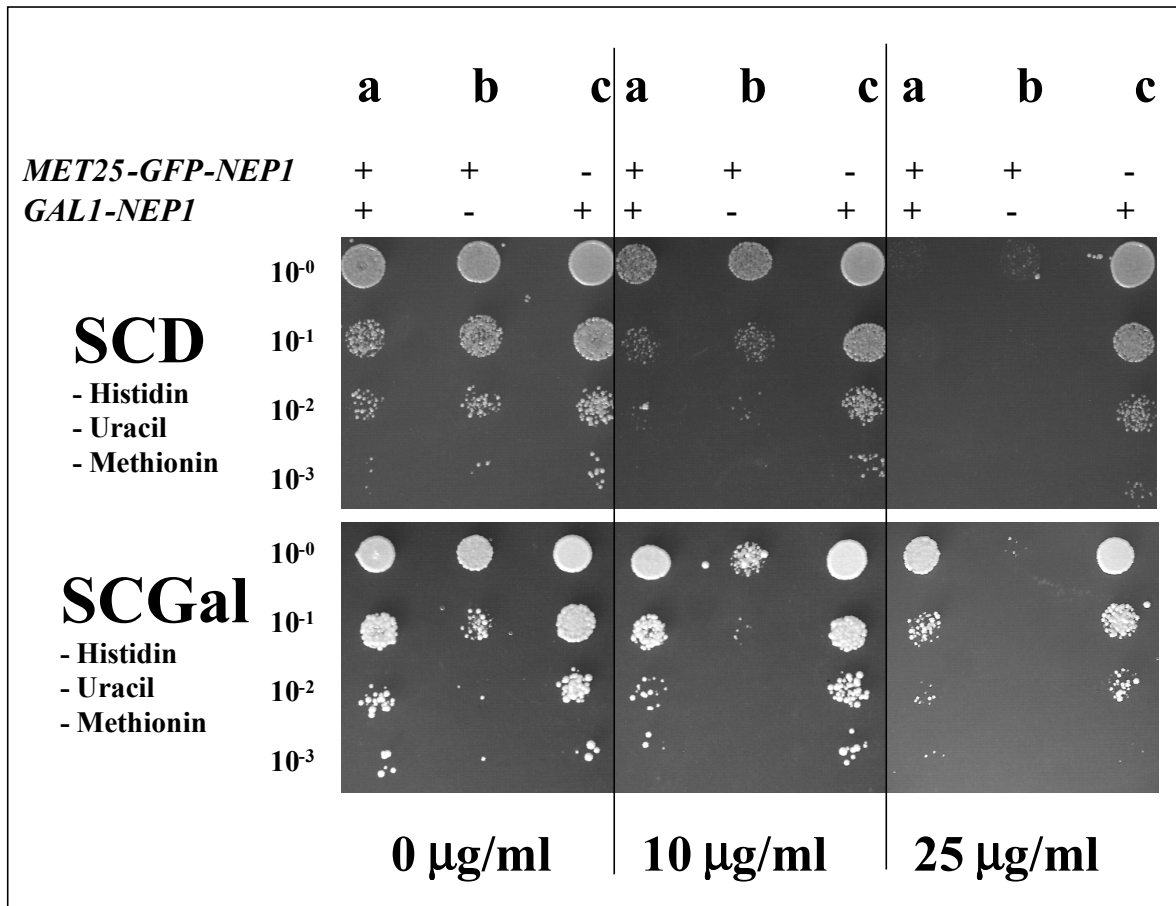 a b c a b c a b c
MET25-GFP-NEP1 + + - + + - + + -
GAL1-NEP1 + - + + - + + - +
SCD
- Histidin
- Uracil
- Methionin
10-0
10-1
10-2
10-3
SCGal
- Histidin
- Uracil
- Methionin
10-0
10-1
10-2
10-3
0 μg/ml 10 μg/ml 25 μg/ml